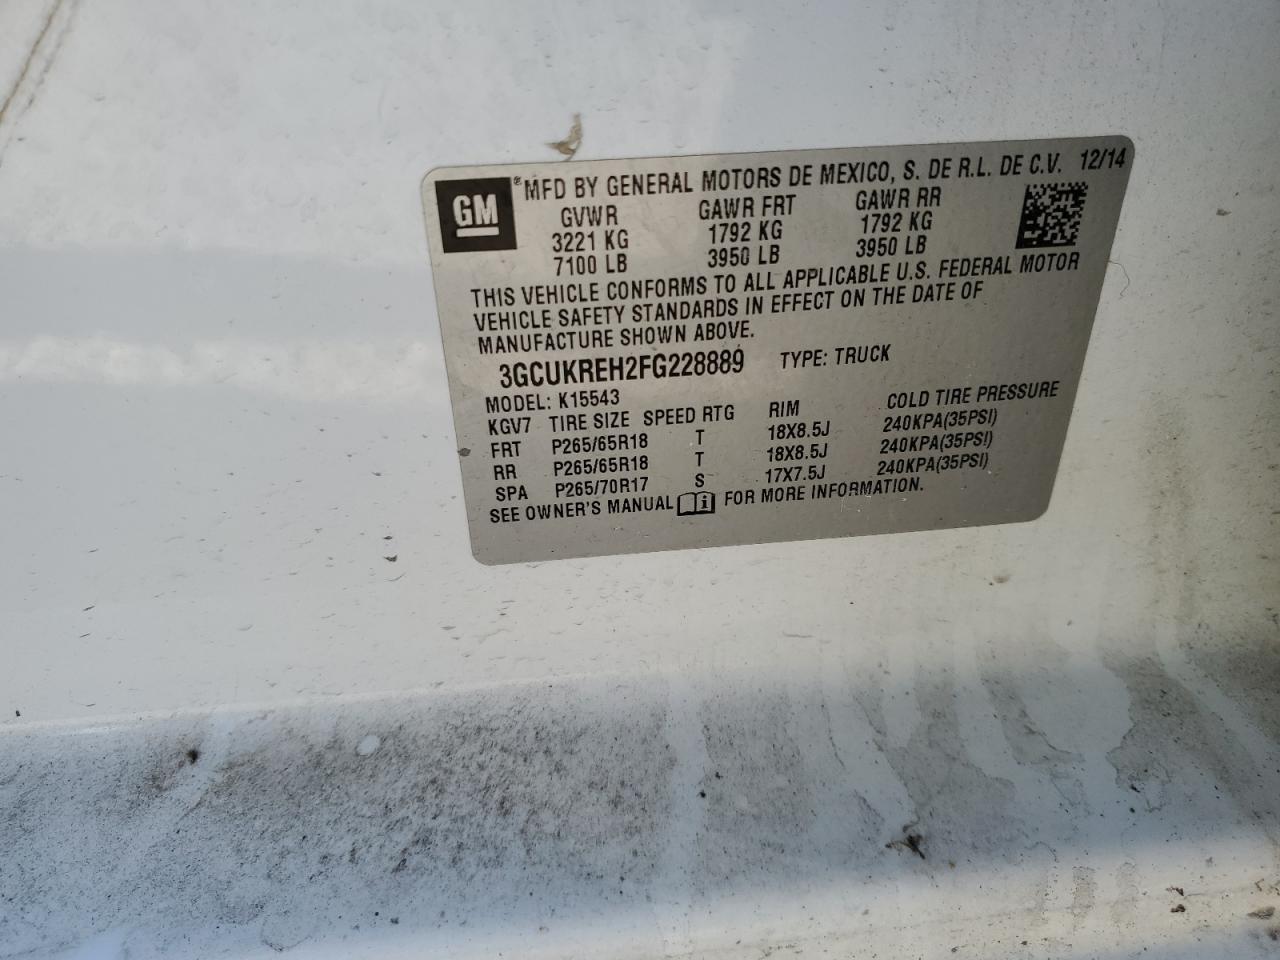 GM ®MFD BY GENERAL MOTORS DE MEXICO, S. DE R.L. DE C.V. 12/14
GVWR GAWR FRT GAWR RR
3221 KG 1792 KG 1792 KG
7100 LB 3950 LB 3950 LB
THIS VEHICLE CONFORMS TO ALL APPLICABLE U.S. FEDERAL MOTOR
VEHICLE SAFETY STANDARDS IN EFFECT ON THE DATE OF
MANUFACTURE SHOWN ABOVE.
3GCUKREH2FG228889 TYPE: TRUCK
MODEL: K15543
KGV7 TIRE SIZE SPEED RTG RIM COLD TIRE PRESSURE
FRT P265/65R18 T 18X8.5J 240KPA(35PSI)
RR P265/65R18 T 18X8.5J 240KPA(35PSI)
SPA P265/70R17 S 17X7.5J 240KPA(35PSI)
SEE OWNER'S MANUAL i FOR MORE INFORMATION.